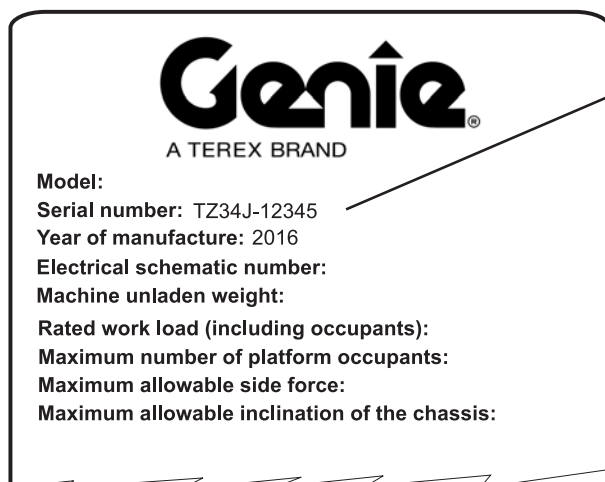 Genie®
A TEREX BRAND
Model:
Serial number: TZ34J-12345
Year of manufacture: 2016
Electrical schematic number:
Machine unladen weight:
Rated work load (including occupants):
Maximum number of platform occupants:
Maximum allowable side force:
Maximum allowable inclination of the chassis: